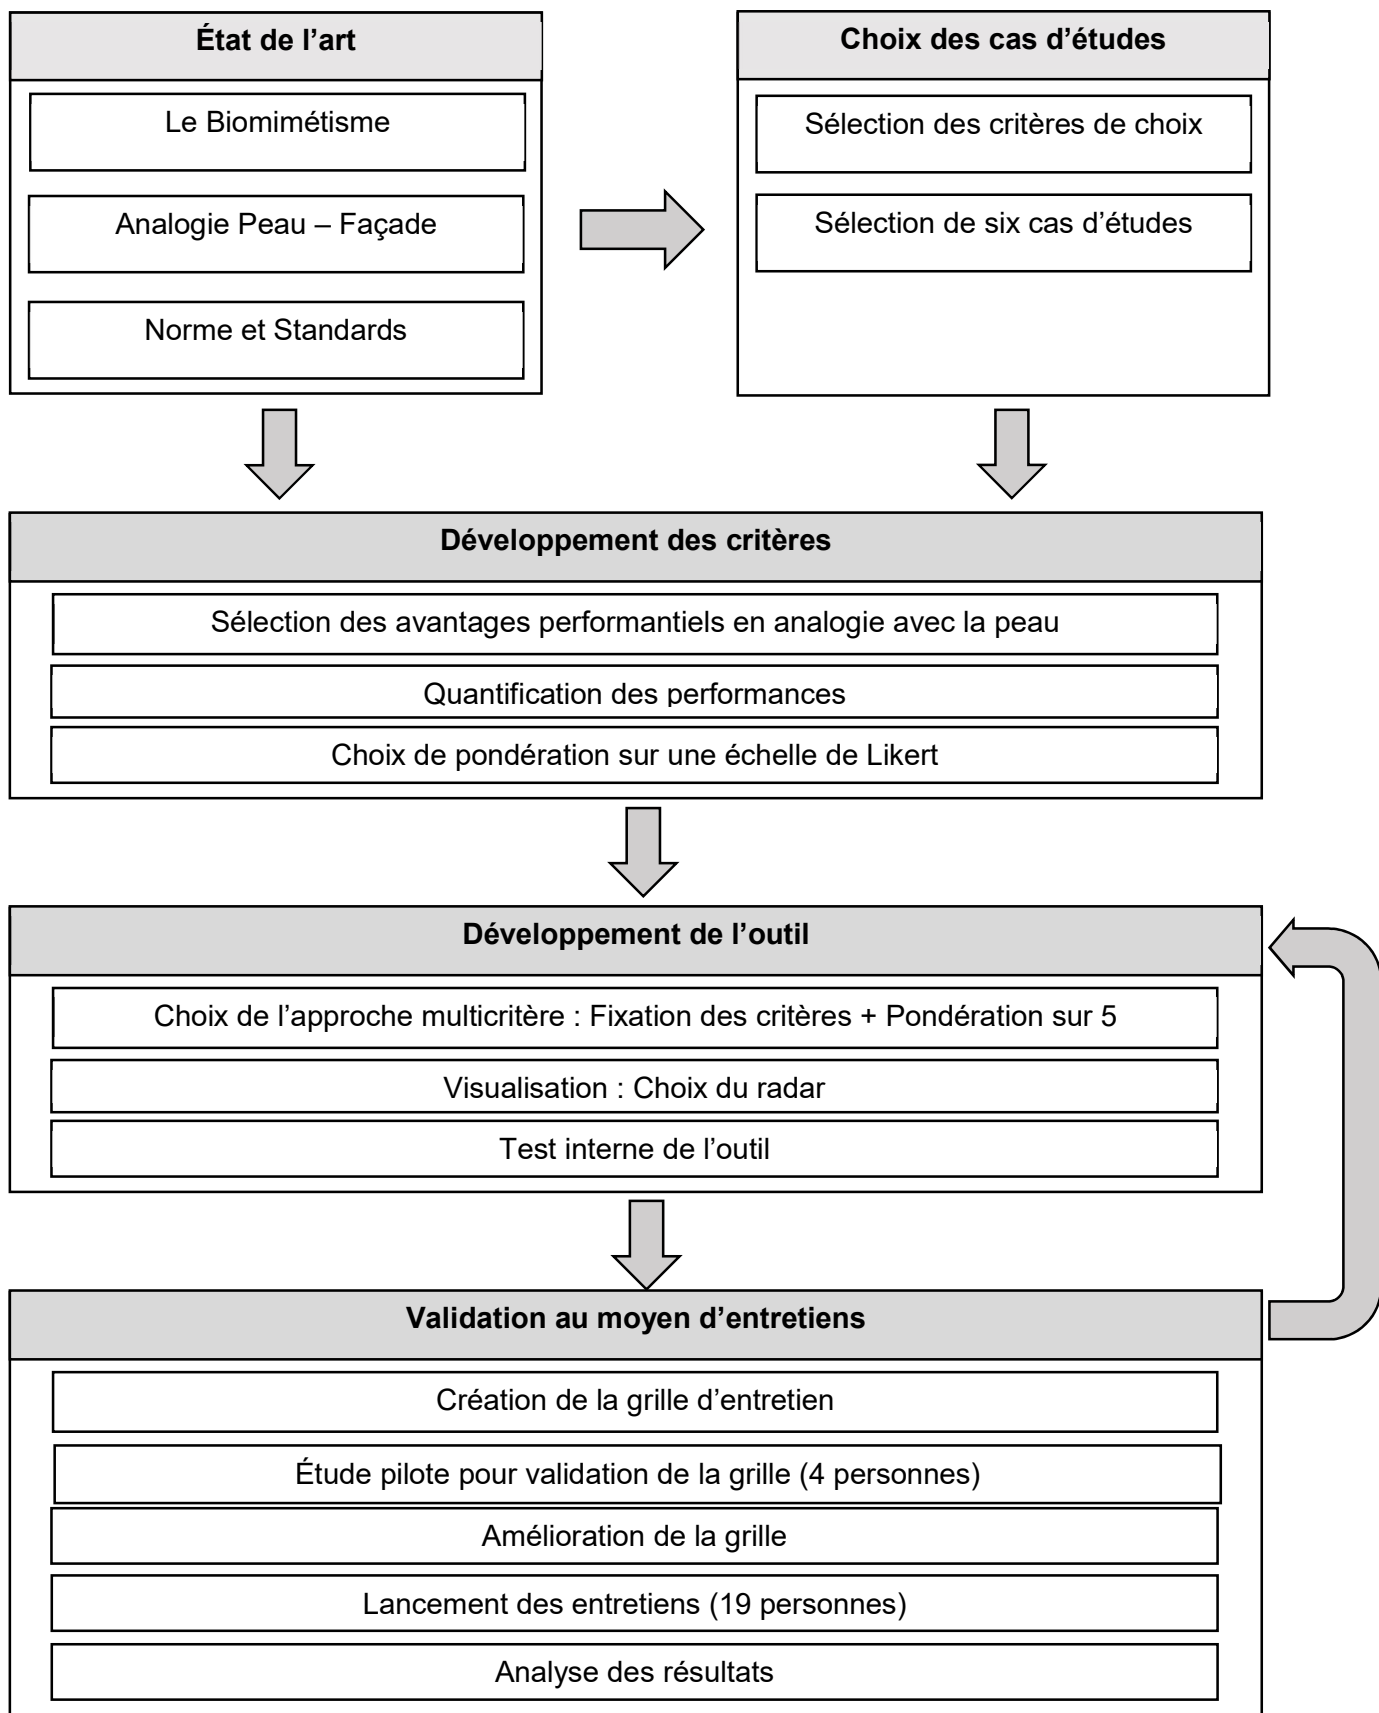 État de l’art
Le Biomimétisme
Analogie Peau – Façade
Norme et Standards
Choix des cas d’études
Sélection des critères de choix
Sélection de six cas d’études
Développement des critères
Sélection des avantages performantiels en analogie avec la peau
Quantification des performances
Choix de pondération sur une échelle de Likert
Développement de l’outil
Choix de l’approche multicritère : Fixation des critères + Pondération sur 5
Visualisation : Choix du radar
Test interne de l’outil
Validation au moyen d’entretiens
Création de la grille d’entretien
Étude pilote pour validation de la grille (4 personnes)
Amélioration de la grille
Lancement des entretiens (19 personnes)
Analyse des résultats